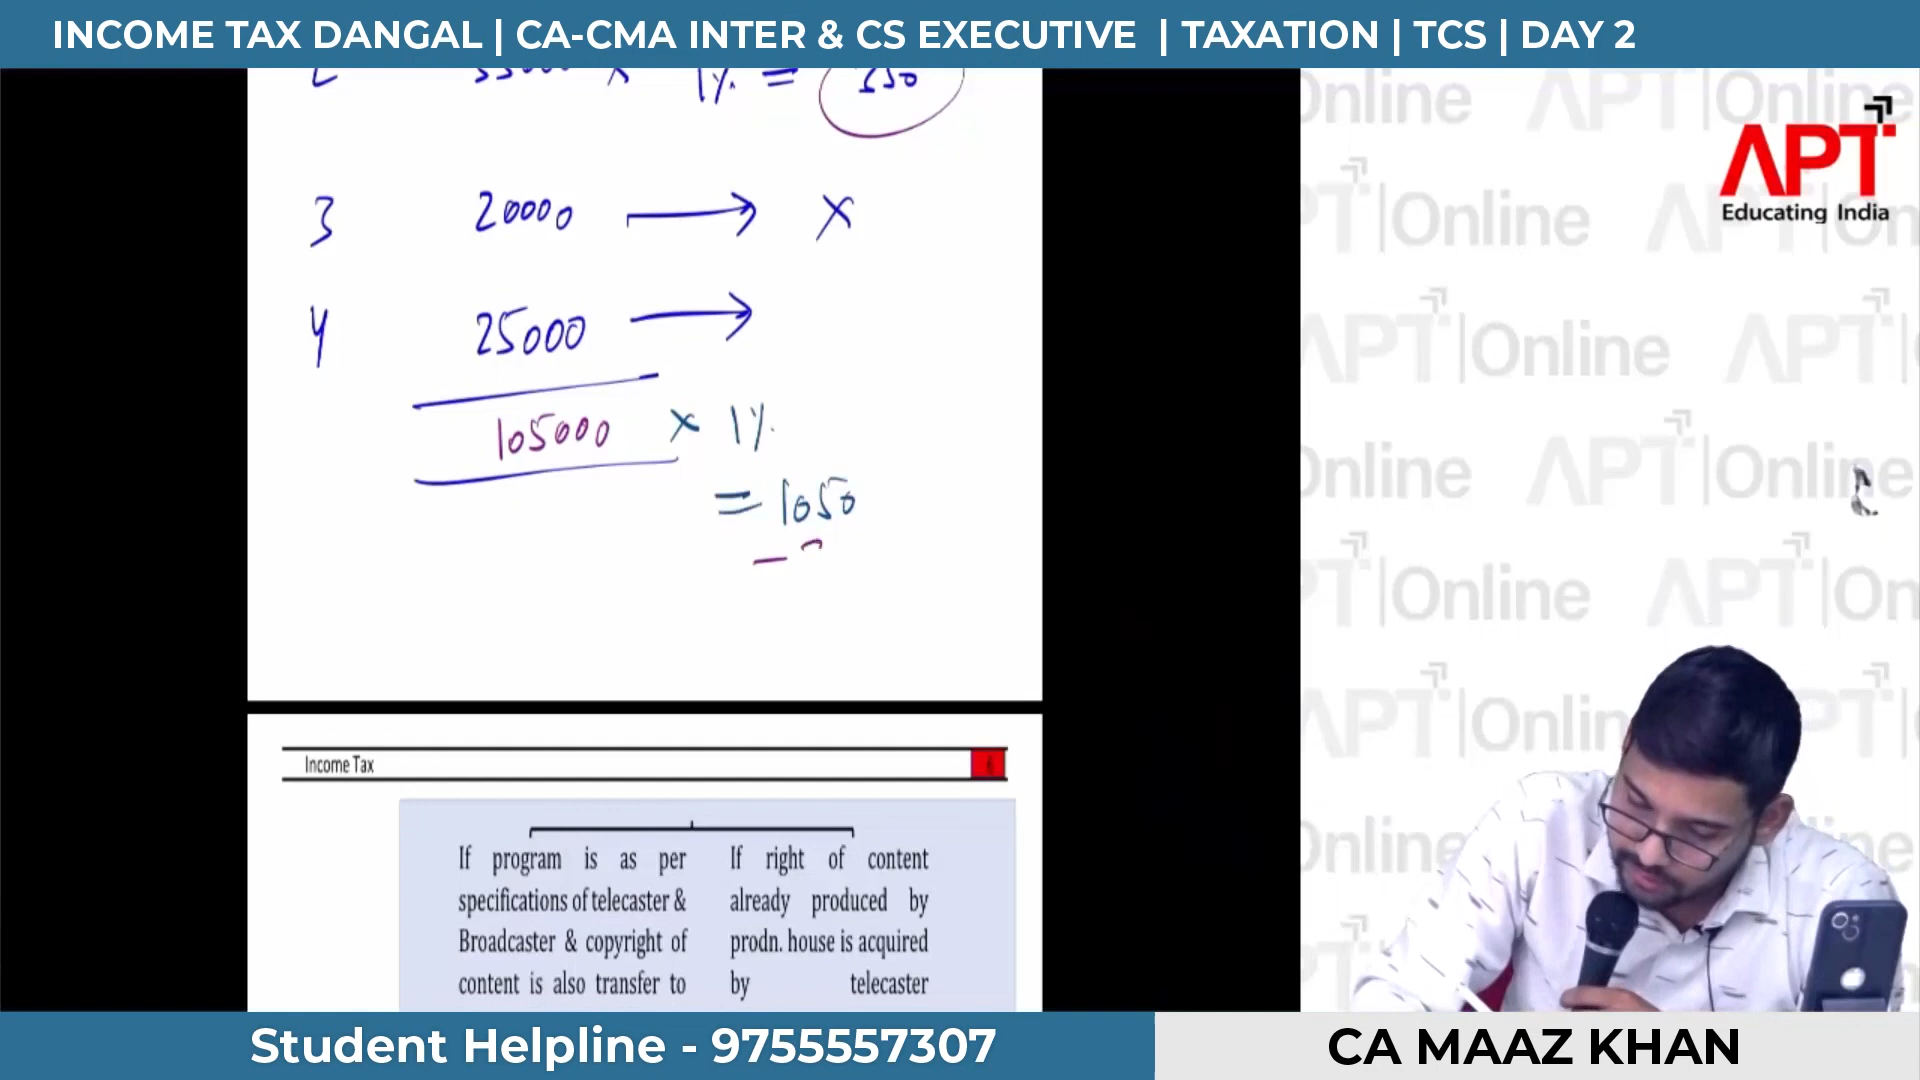 INCOME TAX DANGAL | CA-CMA INTER & CS EXECUTIVE | TAXATION | TCS | DAY 2
1% =
3 20000 → X
4 25000 →
105000 x 1%
= 1050
Income Tax
If program is as per
specifications of telecaster &
Broadcaster & copyright of
content is also transfer to
If right of content
already produced by
prodn. house is acquired
by telecaster
APT
Educating India
APT|Online
Student Helpline - 9755557307
CA MAAZ KHAN